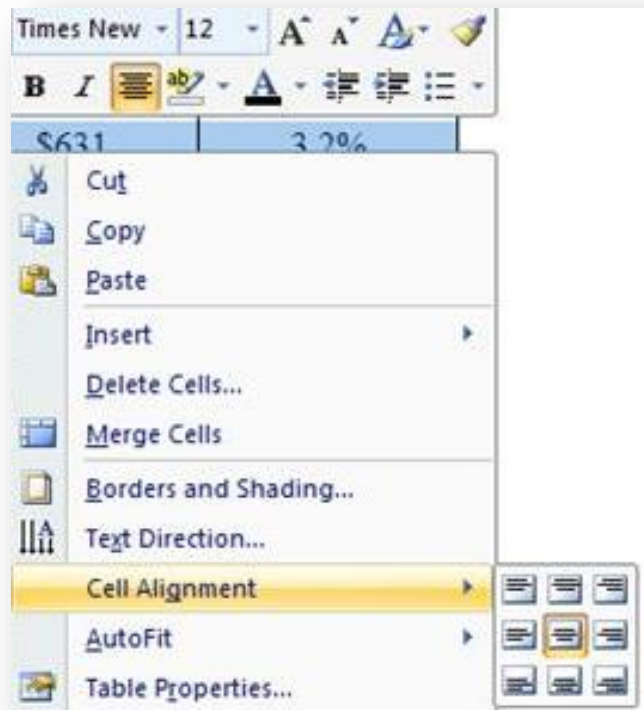 Times New 12 A A A
B I ab A
$631 3.2%
Cut
Copy
Paste
Insert
Delete Cells...
Merge Cells
Borders and Shading...
Text Direction...
Cell Alignment
AutoFit
Table Properties...